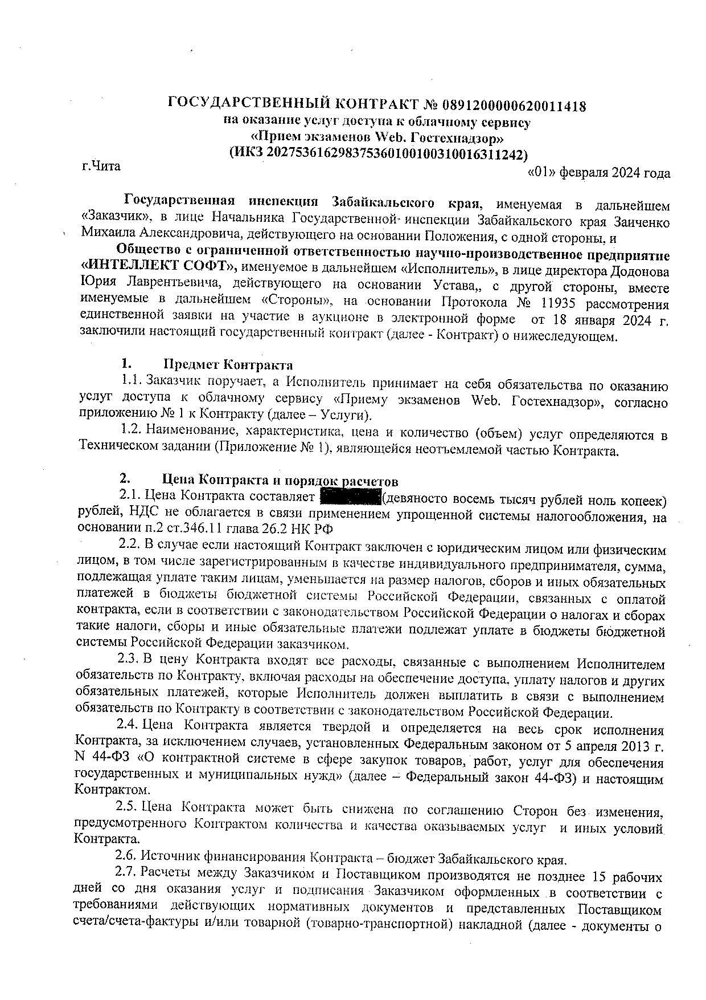 ГОСУДАРСТВЕННЫЙ КОНТРАКТ № 0891200000620011418
на оказание услуг доступа к облачному сервису
«Прием экзаменов Web. Гостехнадзор»
(ИКЗ 202753616298375360100100310016311242)
г.Чита
«01» февраля 2024 года
Государственная инспекция Забайкальского края, именуемая в дальнейшем
«Заказчик», в лице Начальника Государственной инспекции Забайкальского края Заиченко
Михаила Александровича, действующего на основании Положения, с одной стороны, и
Общество с ограниченной ответственностью научно-производственное предприятие
«ИНТЕЛЛЕКТ СОФТ», именуемое в дальнейшем «Исполнитель», в лице директора Додонова
Юрия Лаврентьевича, действующего на основании Устава,, с другой стороны, вместе
именуемые в дальнейшем «Стороны», на основании Протокола № 11935 рассмотрения
единственной заявки на участие в аукционе в электронной форме от 18 января 2024 г.
заключили настоящий государственный контракт (далее - Контракт) о нижеследующем.
1. Предмет Контракта
1.1. Заказчик поручает, а Исполнитель принимает на себя обязательства по оказанию
услуг доступа к облачному сервису «Приему экзаменов Web. Гостехнадзор», согласно
приложению № 1 к Контракту (далее – Услуги).
1.2. Наименование, характеристика, цена и количество (объем) услуг определяются в
Техническом задании (Приложение № 1), являющейся неотъемлемой частью Контракта.
2. Цена Контракта и порядок расчетов
2.1. Цена Контракта составляет (девяносто восемь тысяч рублей ноль копеек)
рублей, НДС не облагается в связи применением упрощенной системы налогообложения, на
основании п.2 ст.346.11 глава 26.2 НК РФ
2.2. В случае если настоящий Контракт заключен с юридическим лицом или физическим
лицом, в том числе зарегистрированным в качестве индивидуального предпринимателя, сумма,
подлежащая уплате таким лицам, уменьшается на размер налогов, сборов и иных обязательных
платежей в бюджеты бюджетной системы Российской Федерации, связанных с оплатой
контракта, если в соответствии с законодательством Российской Федерации о налогах и сборах
такие налоги, сборы и иные обязательные платежи подлежат уплате в бюджеты бюджетной
системы Российской Федерации заказчиком.
2.3. В цену Контракта входят все расходы, связанные с выполнением Исполнителем
обязательств по Контракту, включая расходы на обеспечение доступа, уплату налогов и других
обязательных платежей, которые Исполнитель должен выплатить в связи с выполнением
обязательств по Контракту в соответствии с законодательством Российской Федерации.
2.4. Цена Контракта является твердой и определяется на весь срок исполнения
Контракта, за исключением случаев, установленных Федеральным законом от 5 апреля 2013 г.
N 44-ФЗ «О контрактной системе в сфере закупок товаров, работ, услуг для обеспечения
государственных и муниципальных нужд» (далее – Федеральный закон 44-ФЗ) и настоящим
Контрактом.
2.5. Цена Контракта может быть снижена по соглашению Сторон без изменения,
предусмотренного Контрактом количества и качества оказываемых услуг и иных условий
Контракта.
2.6. Источник финансирования Контракта – бюджет Забайкальского края.
2.7. Расчеты между Заказчиком и Поставщиком производятся не позднее 15 рабочих
дней со дня оказания услуг и подписания Заказчиком оформленных в соответствии с
требованиями действующих нормативных документов и представленных Поставщиком
счета/счета-фактуры и/или товарной (товарно-транспортной) накладной (далее - документы о